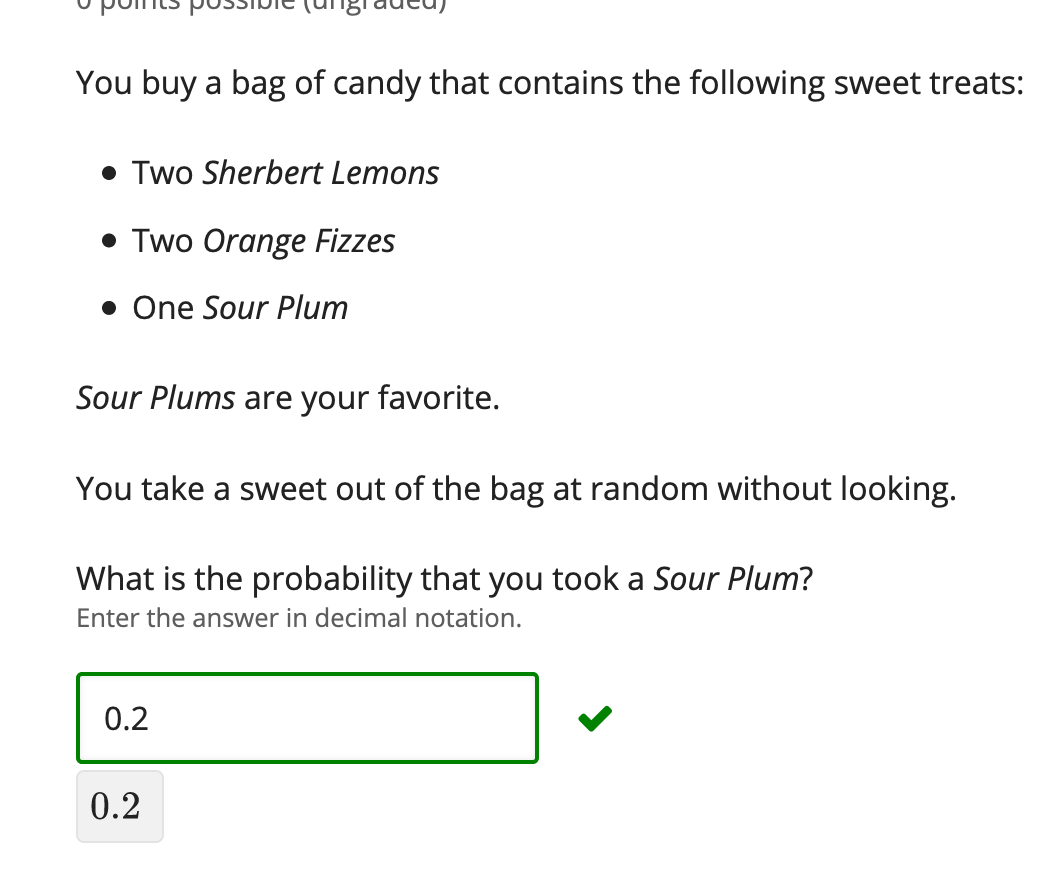 0 points possible (ungraded)
You buy a bag of candy that contains the following sweet treats:
Two Sherbert Lemons
Two Orange Fizzes
One Sour Plum
Sour Plums are your favorite.
You take a sweet out of the bag at random without looking.
What is the probability that you took a Sour Plum?
Enter the answer in decimal notation.
0.2
0.2